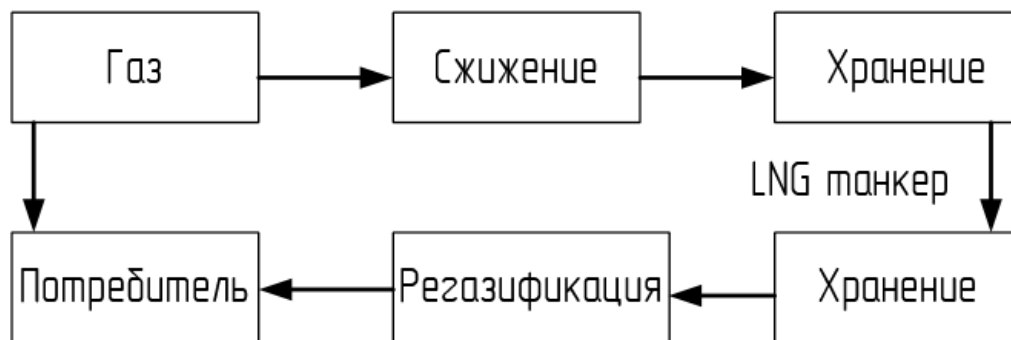 Газ
Сжижение
Хранение
LNG танкер
Потребитель
Регазификация
Хранение